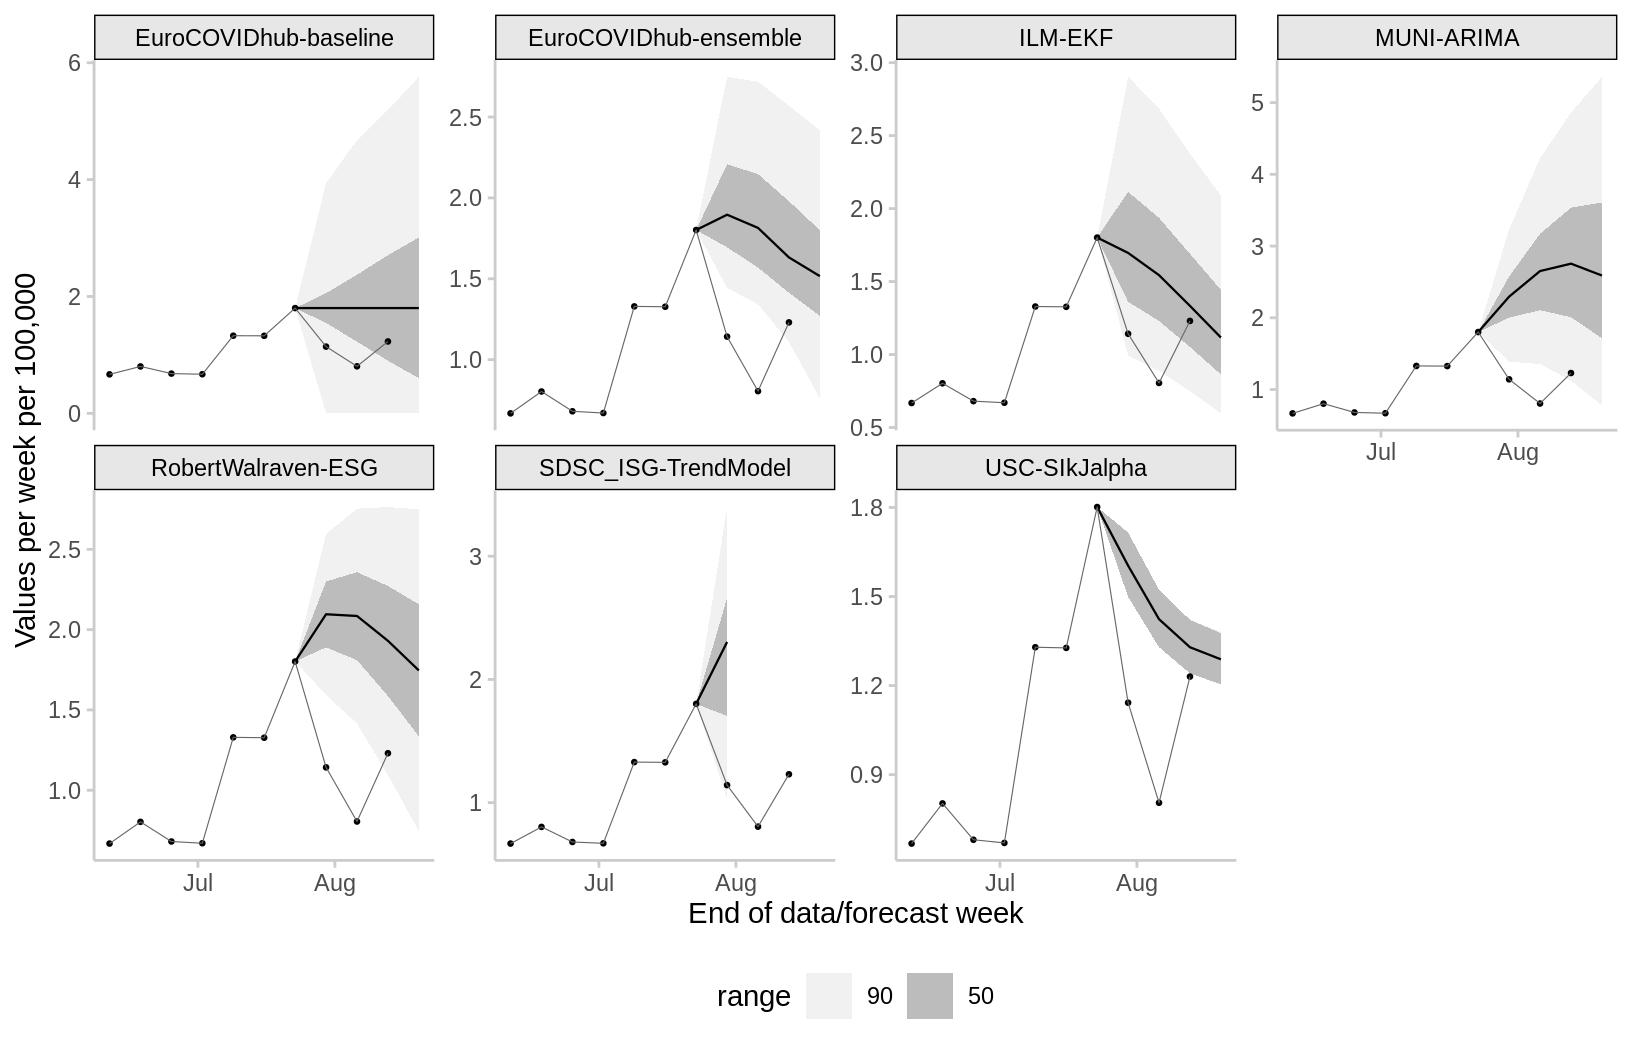 EuroCOVIDhub-baseline
EuroCOVIDhub-ensemble
ILM-EKF
MUNI-ARIMA
6
4
2
0
2.5
2.0
1.5
1.0
3.0
2.5
2.0
1.5
1.0
0.5
5
4
3
2
1
Jul
Aug
Values per week per 100,000
RobertWalraven-ESG
SDSC_ISG-TrendModel
USC-SIkJalpha
2.5
2.0
1.5
1.0
3
2
1
1.8
1.5
1.2
0.9
Jul
Aug
Jul
Aug
Jul
Aug
End of data/forecast week
range
90
50